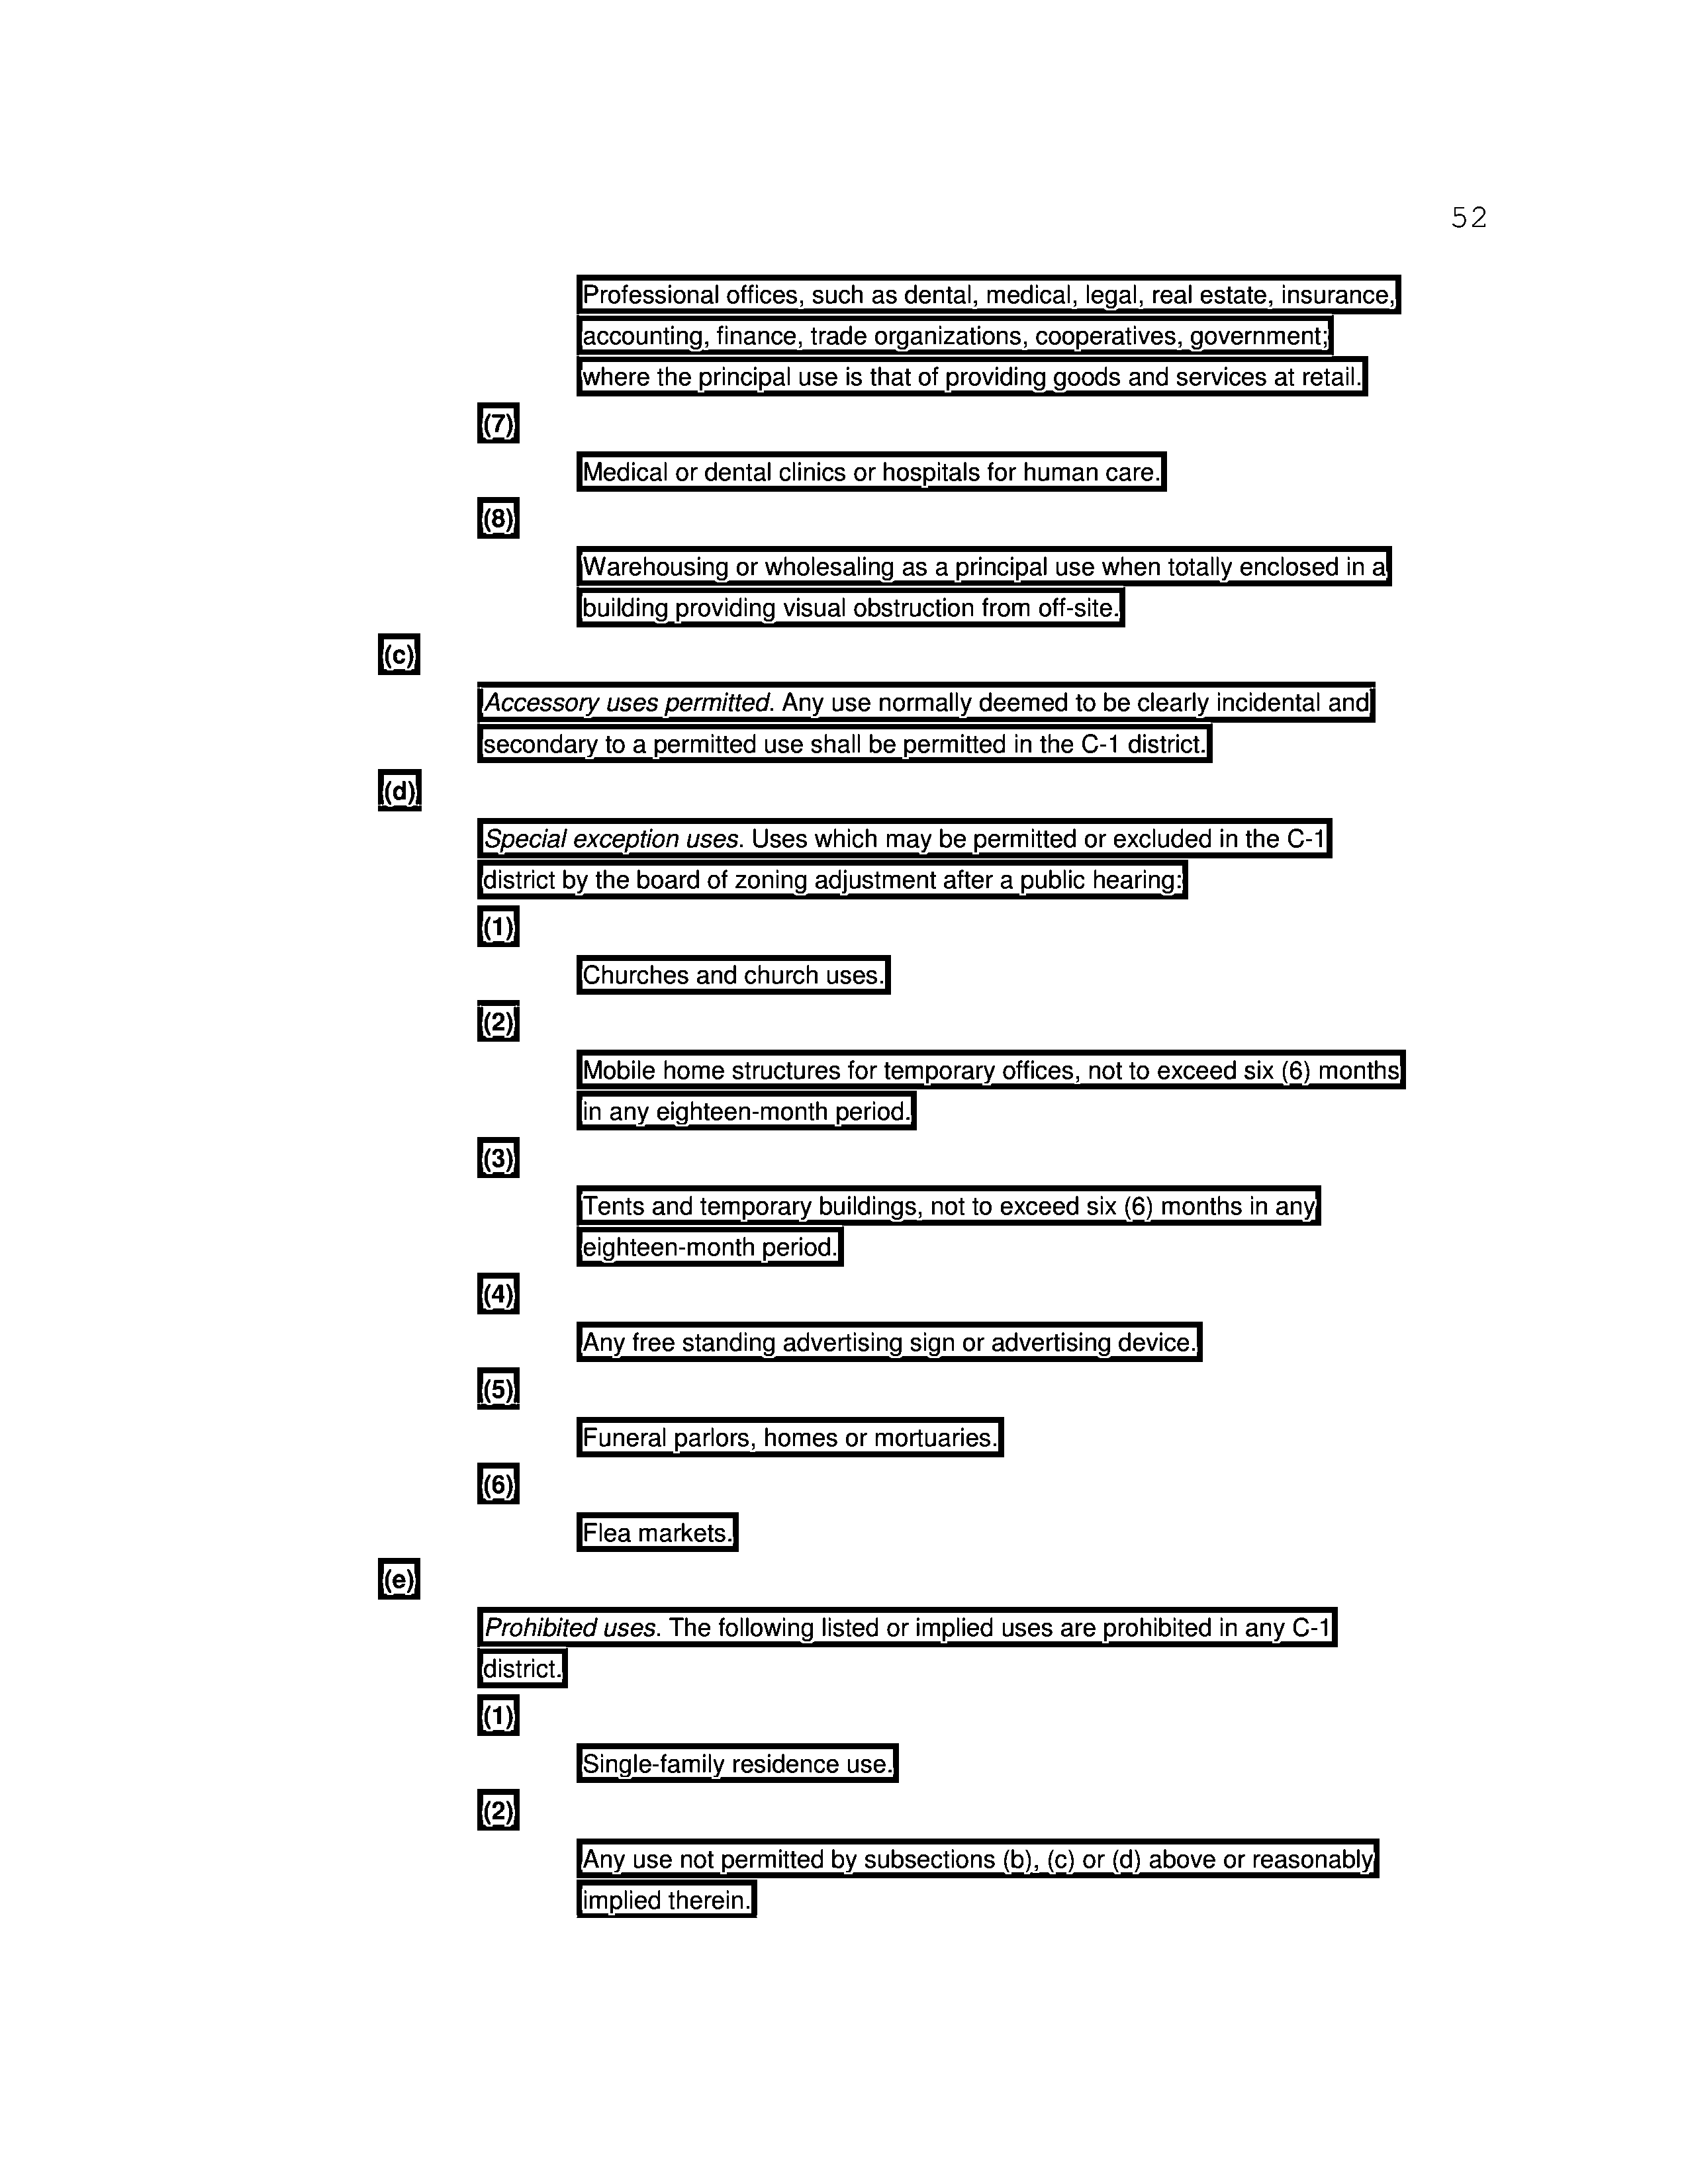 52
Professional offices, such as dental, medical, legal, real estate, insurance,
accounting, finance, trade organizations, cooperatives, government;
where the principal use is that of providing goods and services at retail.
(7)
Medical or dental clinics or hospitals for human care.
(8)
Warehousing or wholesaling as a principal use when totally enclosed in a
building providing visual obstruction from off-site.
(c)
Accessory uses permitted. Any use normally deemed to be clearly incidental and
secondary to a permitted use shall be permitted in the C-1 district.
(d)
Special exception uses. Uses which may be permitted or excluded in the C-1
district by the board of zoning adjustment after a public hearing:
(1)
Churches and church uses.
(2)
Mobile home structures for temporary offices, not to exceed six (6) months
in any eighteen-month period.
(3)
Tents and temporary buildings, not to exceed six (6) months in any
eighteen-month period.
(4)
Any free standing advertising sign or advertising device.
(5)
Funeral parlors, homes or mortuaries.
(6)
Flea markets.
(e)
Prohibited uses. The following listed or implied uses are prohibited in any C-1
district.
(1)
Single-family residence use.
(2)
Any use not permitted by subsections (b), (c) or (d) above or reasonably
implied therein.